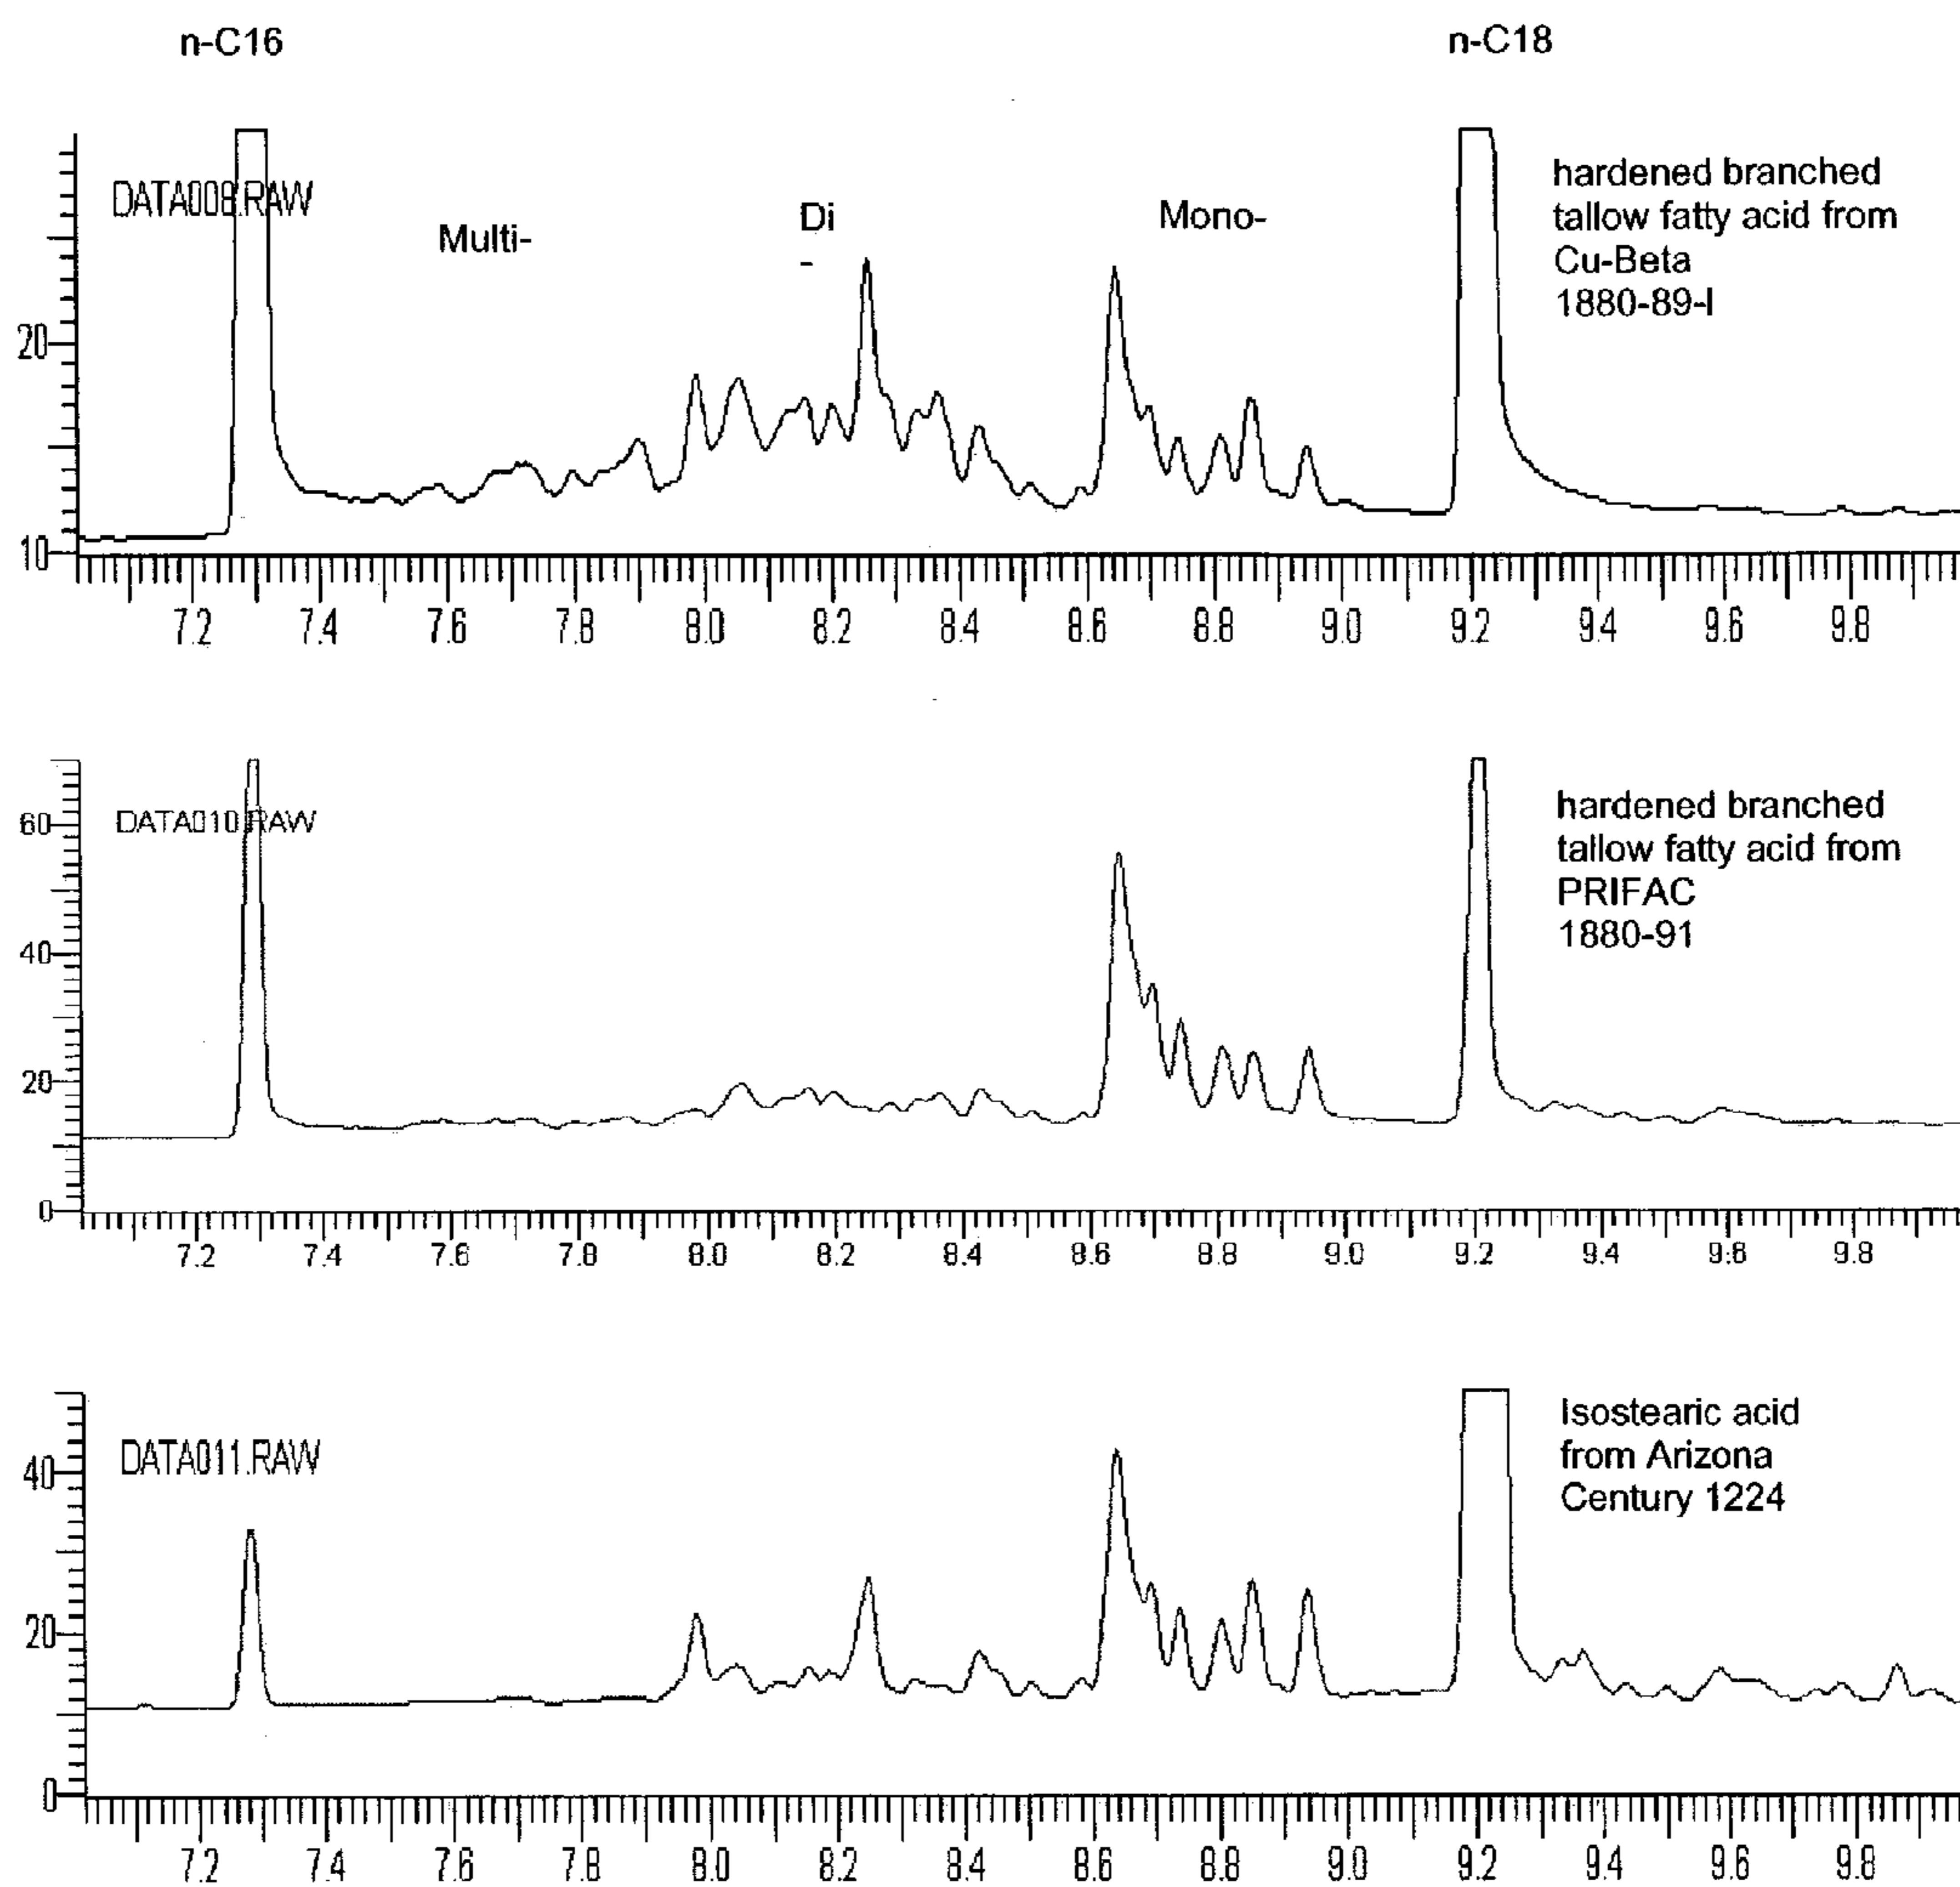 n-C16 n-C18
DATA008.RAW
Multi-
Di
-
Mono-
hardened branched
tallow fatty acid from
Cu-Beta
1880-89-I
20
10
7.2 7.4 7.6 7.8 8.0 8.2 8.4 8.6 8.8 9.0 9.2 9.4 9.6 9.8
DATA010.RAW
hardened branched
tallow fatty acid from
PRIFAC
1880-91
60
40
20
0
7.2 7.4 7.6 7.8 8.0 8.2 8.4 8.6 8.8 9.0 9.2 9.4 9.6 9.8
DATA011.RAW
Isostearic acid
from Arizona
Century 1224
40
20
0
7.2 7.4 7.6 7.8 8.0 8.2 8.4 8.6 8.8 9.0 9.2 9.4 9.6 9.8